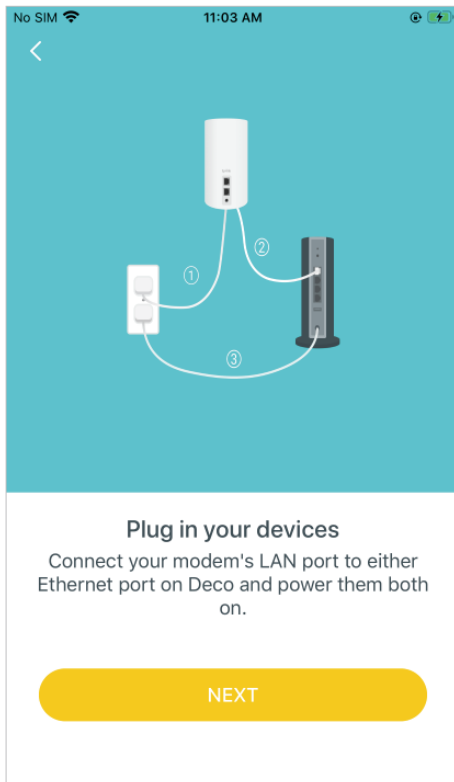 No SIM 11:03 AM
①
②
③
Plug in your devices
Connect your modem's LAN port to either
Ethernet port on Deco and power them both
on.
NEXT